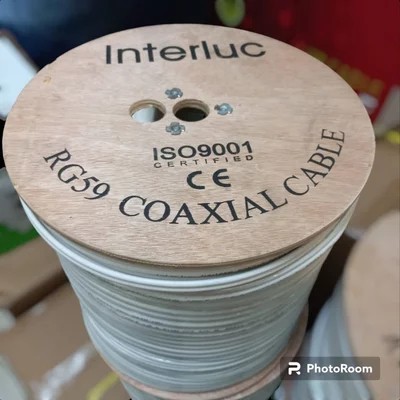 Interluc
ISO9001
CERTIFIED
CE
RG59 COAXIAL CABLE
PhotoRoom